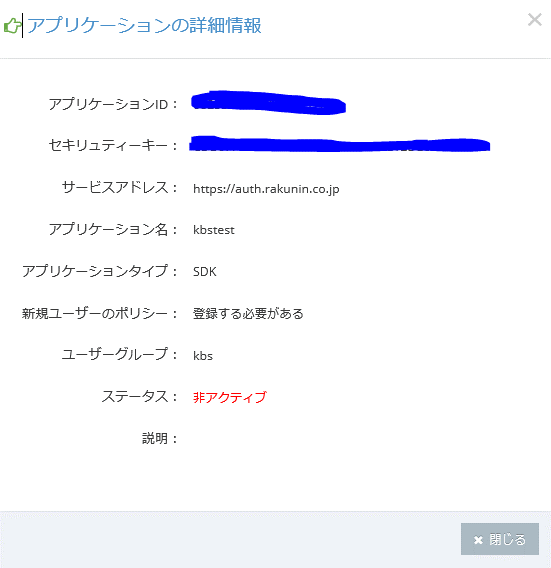 アプリケーションの詳細情報
アプリケーションID：
セキリュティーキー：
サービスアドレス： https://auth.rakunin.co.jp
アプリケーション名： kbstest
アプリケーションタイプ： SDK
新規ユーザーのポリシー： 登録する必要がある
ユーザーグループ： kbs
ステータス： 非アクティブ
説明：
閉じる